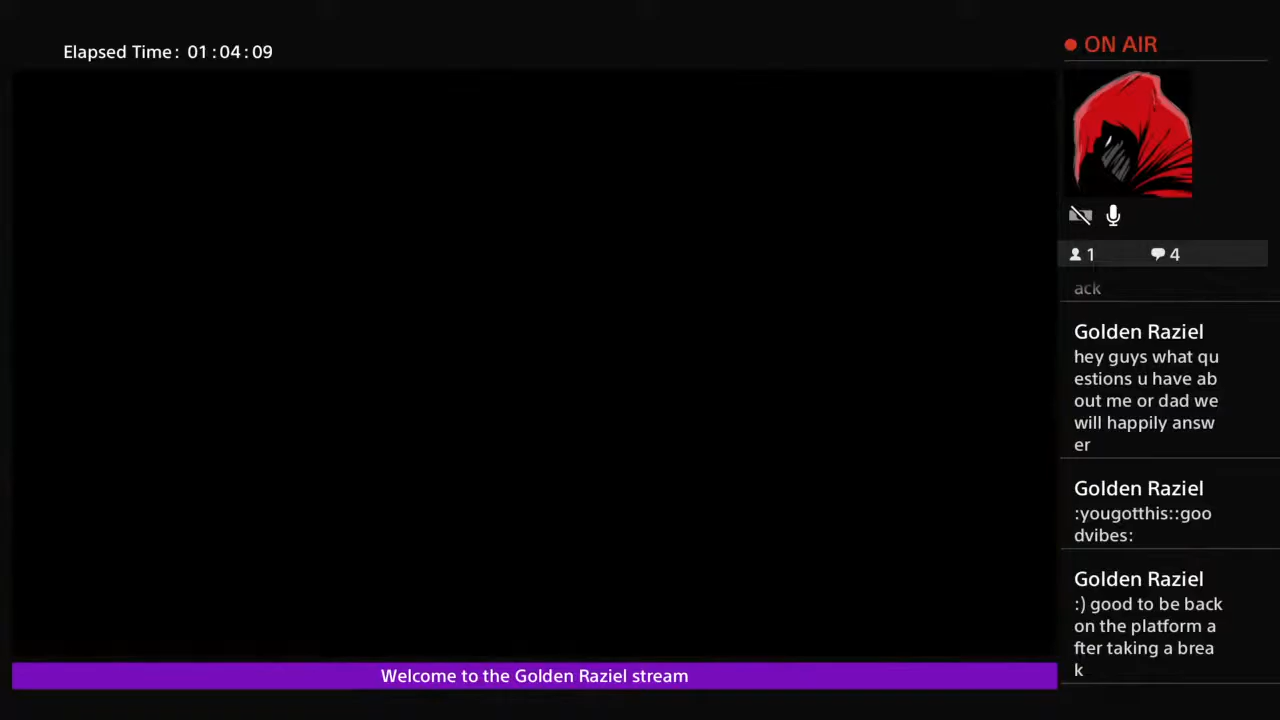 Elapsed Time: 01:04:09
ON AIR
1
4
ack
Golden Raziel
hey guys what qu
estions u have ab
out me or dad we
will happily answ
er
Golden Raziel
:yougotthis::goo
dvibes:
Golden Raziel
:) good to be back
on the platform a
fter taking a brea
k
Welcome to the Golden Raziel stream